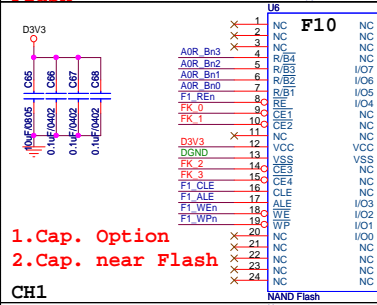 U6
F10
D3V3
C65
10uF/0805
C66
0.1uF/0402
C67
0.1uF/0402
C68
0.1uF/0402
1 NC NC
2 NC NC
3 NC NC
A0R_Bn3 4 R/B4 NC
A0R_Bn2 5 R/B3 I/O7
A0R_Bn1 6 R/B2 I/O6
A0R_Bn0 7 R/B1 I/O5
F1_REn 8 RE I/O4
FK_0 9 CE1 NC
FK_1 10 CE2 NC
11 NC NC
D3V3 12 VCC VCC
DGND 13 VSS VSS
FK_2 14 CE3 NC
FK_3 15 CE4 NC
F1_CLE 16 CLE NC
F1_ALE 17 ALE I/O3
F1_WEn 18 WE I/O2
F1_WPn 19 WP I/O1
20 NC I/O0
21 NC NC
22 NC NC
23 NC NC
24 NC NC
1.Cap. Option
2.Cap. near Flash
CH1
NAND Flash